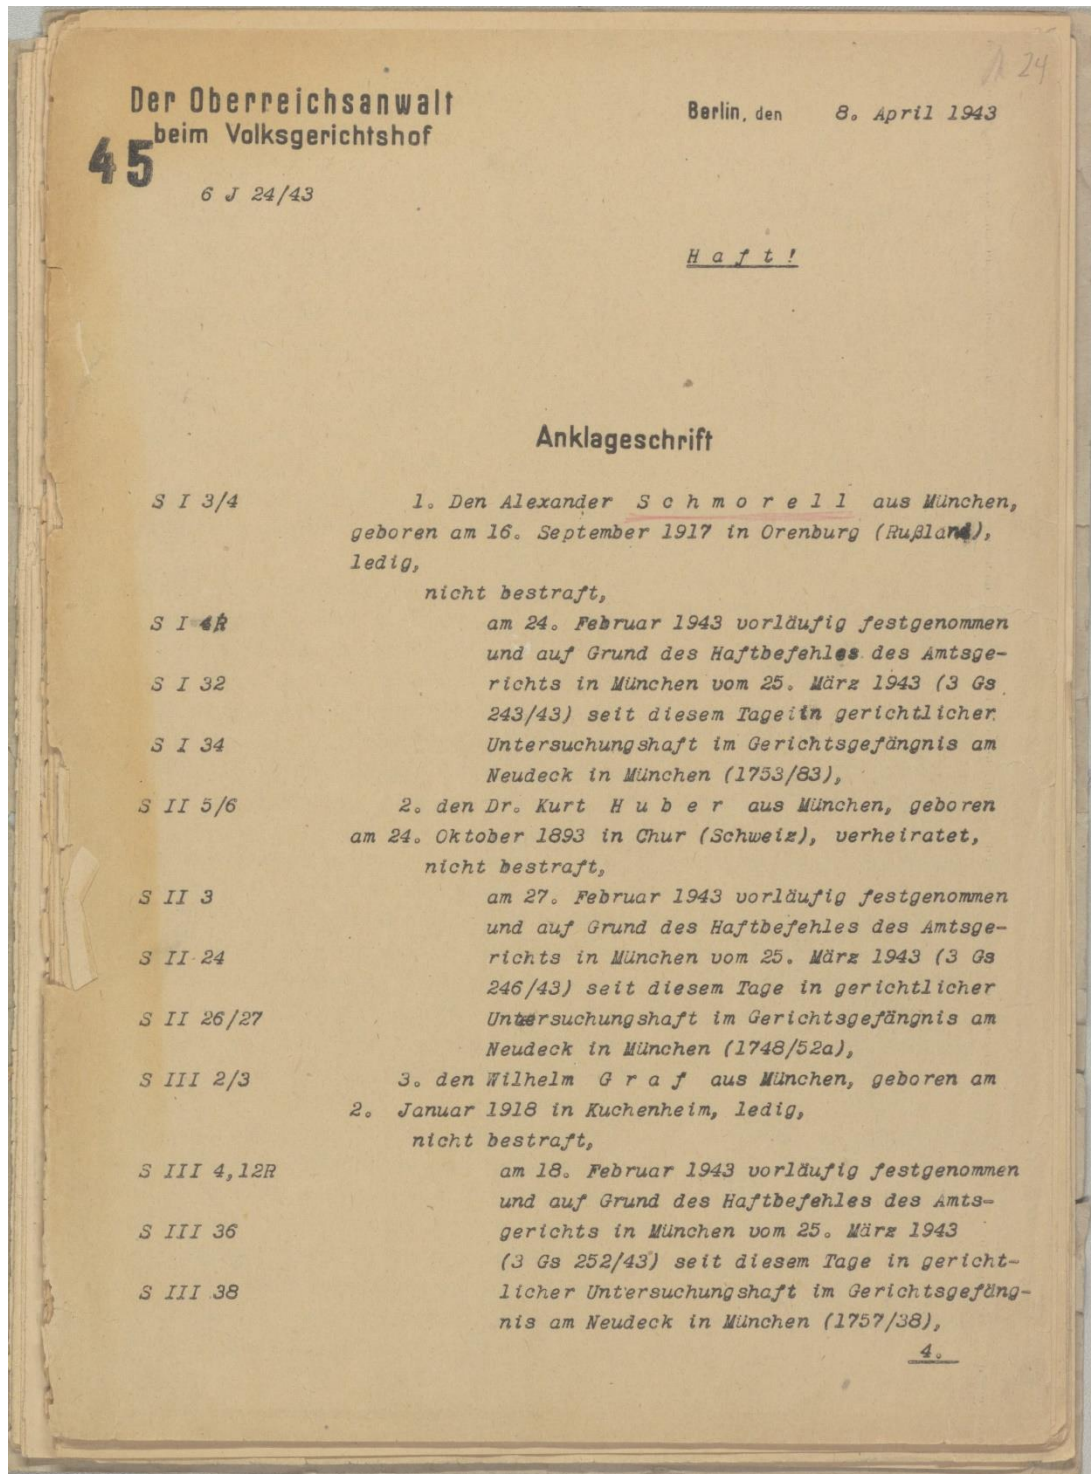 24
Der Oberreichsanwalt
beim Volksgerichtshof
45
6 J 24/43
Berlin, den 8. April 1943
H a f t !
Anklageschrift
S I 3/4 1. Den Alexander S c h m o r e l l aus München,
geboren am 16. September 1917 in Orenburg (Rußland),
ledig,
nicht bestraft,
S I 4R am 24. Februar 1943 vorläufig festgenommen
und auf Grund des Haftbefehles des Amtsge-
S I 32 richts in München vom 25. März 1943 (3 Gs
243/43) seit diesem Tage in gerichtlicher
S I 34 Untersuchungshaft im Gerichtsgefängnis am
Neudeck in München (1753/83),
S II 5/6 2. den Dr. Kurt H u b e r aus München, geboren
am 24. Oktober 1893 in Chur (Schweiz), verheiratet,
nicht bestraft,
S II 3 am 27. Februar 1943 vorläufig festgenommen
und auf Grund des Haftbefehles des Amtsge-
S II 24 richts in München vom 25. März 1943 (3 Gs
246/43) seit diesem Tage in gerichtlicher
S II 26/27 Untersuchungshaft im Gerichtsgefängnis am
Neudeck in München (1748/52a),
S III 2/3 3. den Wilhelm G r a f aus München, geboren am
2. Januar 1918 in Kuchenheim, ledig,
nicht bestraft,
S III 4,12R am 18. Februar 1943 vorläufig festgenommen
und auf Grund des Haftbefehles des Amts-
S III 36 gerichts in München vom 25. März 1943
(3 Gs 252/43) seit diesem Tage in gericht-
S III 38 licher Untersuchungshaft im Gerichtsgefäng-
nis am Neudeck in München (1757/38),
4.